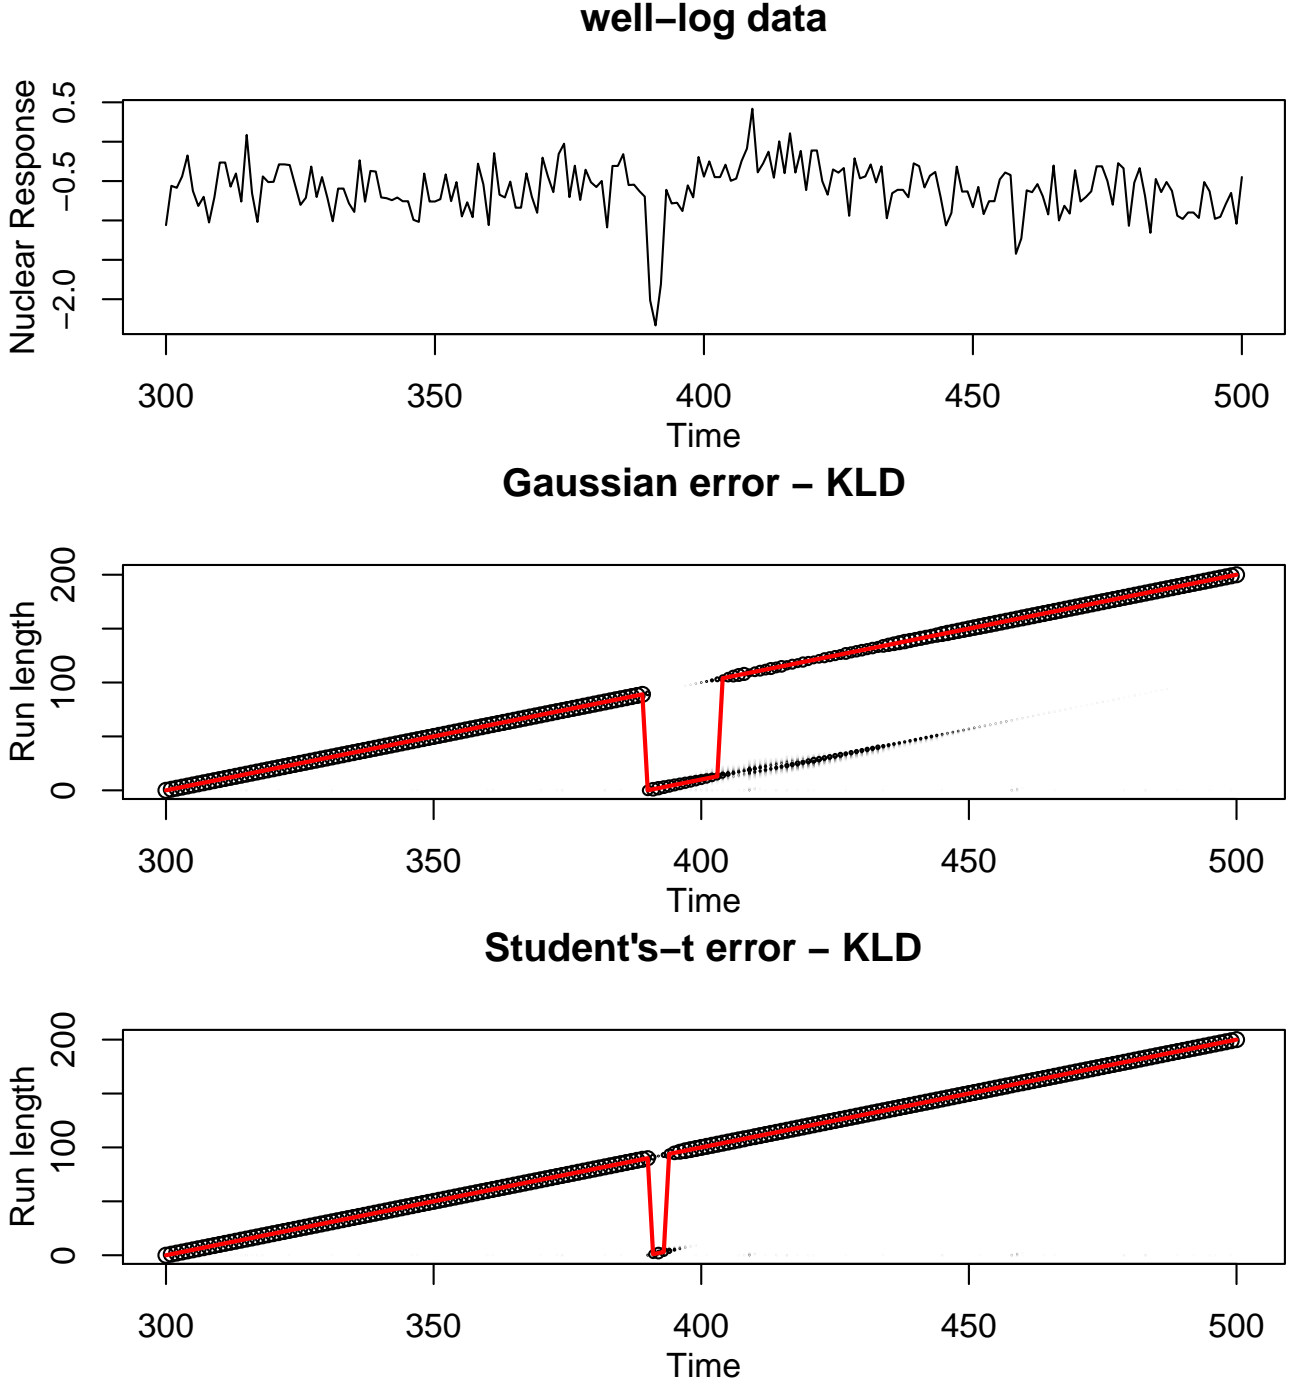 well−log data
Nuclear Response
0.5
−0.5
−2.0
300 350 400 450 500
Time
Gaussian error − KLD
Run length
200
100
0
300 350 400 450 500
Time
Student's−t error − KLD
Run length
200
100
0
300 350 400 450 500
Time